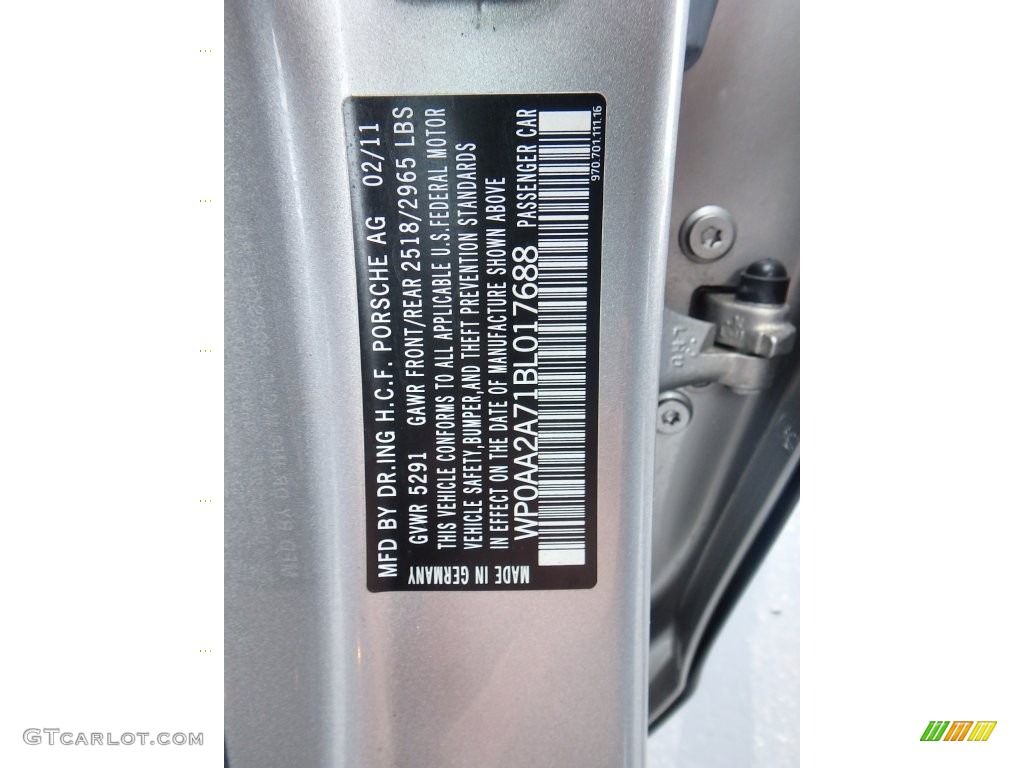 MFD BY DR.ING H.C.F. PORSCHE AG 02/11
GVWR 5291 GAWR FRONT/REAR 2518/2965 LBS
THIS VEHICLE CONFORMS TO ALL APPLICABLE U.S.FEDERAL MOTOR
VEHICLE SAFETY,BUMPER,AND THEFT PREVENTION STANDARDS
IN EFFECT ON THE DATE OF MANUFACTURE SHOWN ABOVE
WP0AA2A71BL017688 PASSENGER CAR
MADE IN GERMANY
970.701.111.16
GTCARLOT.COM